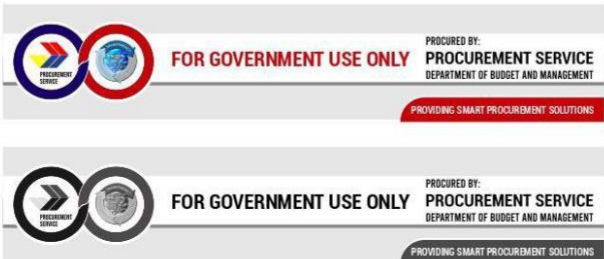 PROCUREMENT
SERVICE
FOR GOVERNMENT USE ONLY
PROCURED BY:
PROCUREMENT SERVICE
DEPARTMENT OF BUDGET AND MANAGEMENT
PROVIDING SMART PROCUREMENT SOLUTIONS
PROCUREMENT
SERVICE
FOR GOVERNMENT USE ONLY
PROCURED BY:
PROCUREMENT SERVICE
DEPARTMENT OF BUDGET AND MANAGEMENT
PROVIDING SMART PROCUREMENT SOLUTIONS